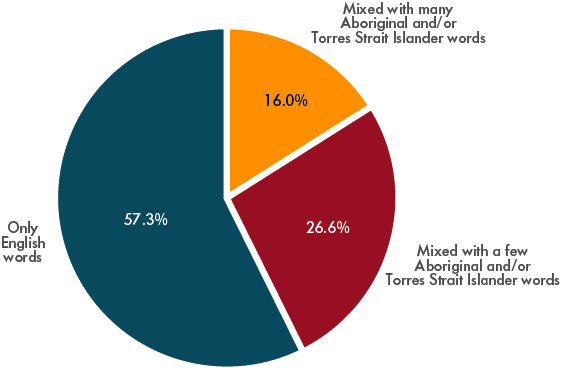 Mixed with many
Aboriginal and/or
Torres Strait Islander words
16.0%
57.3%
26.6%
Only
English
words
Mixed with a few
Aboriginal and/or
Torres Strait Islander words